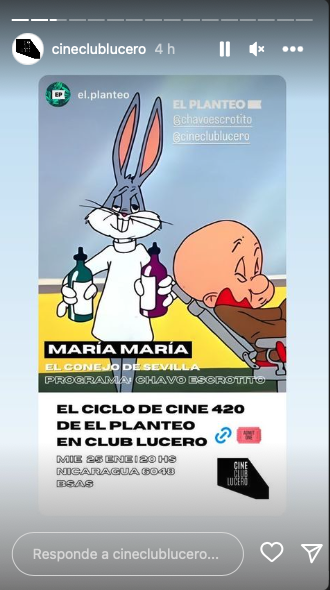 cineclublucero 4 h
EP el.planteo
EL PLANTEO
@chavoescrotito
@cineclublucero
MARÍA MARÍA
EL CONEJO DE SEVILLA
PROGRAMA: CHAVO ESCROTITO
EL CICLO DE CINE 420
DE EL PLANTEO
EN CLUB LUCERO
MIE 25 ENE | 20 HS
NICARAGUA 6048
BSAS
CINE
CLUB
LUCERO
Responde a cineclublucero...